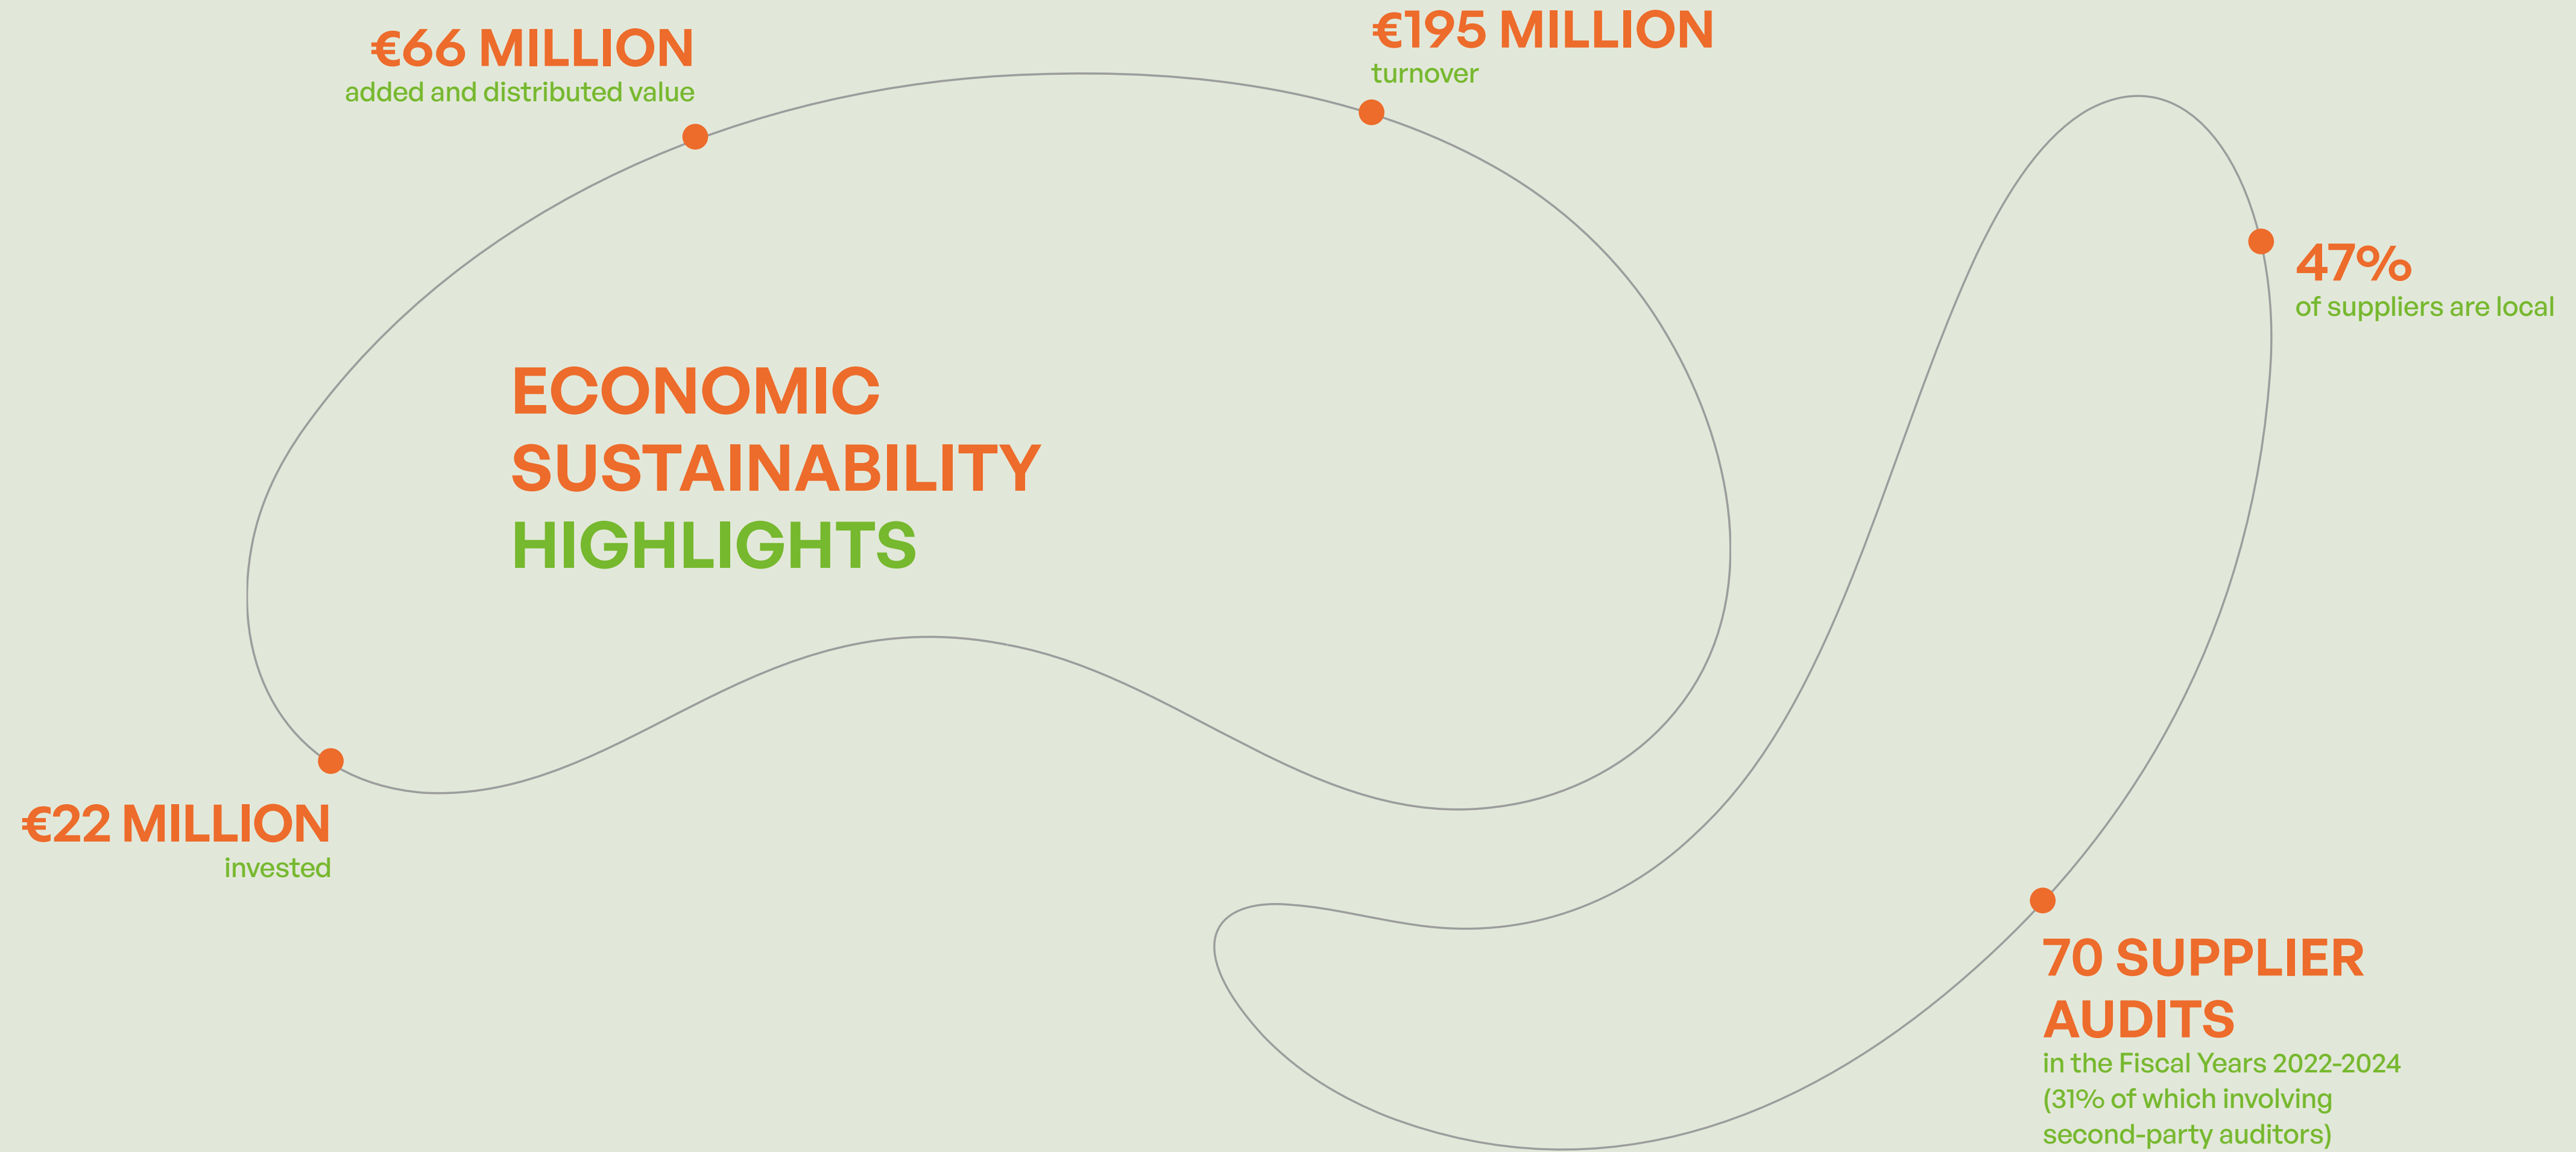 €66 MILLION
added and distributed value
€195 MILLION
turnover
47%
of suppliers are local
ECONOMIC
SUSTAINABILITY
HIGHLIGHTS
€22 MILLION
invested
70 SUPPLIER
AUDITS
in the Fiscal Years 2022-2024
(31% of which involving
second-party auditors)